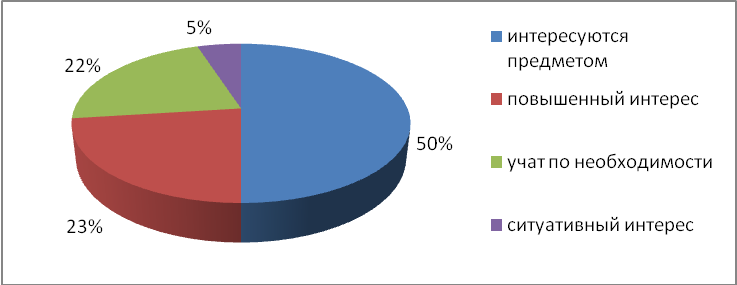 5%
22%
50%
23%
интересуются
предметом
повышенный интерес
учат по необходимости
ситуативный интерес